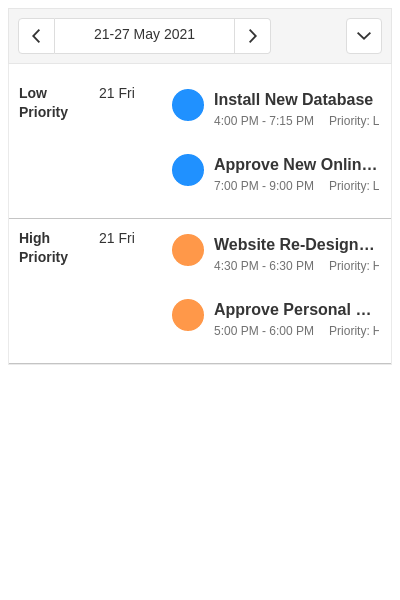 21-27 May 2021
Low
Priority
21 Fri
Install New Database
4:00 PM - 7:15 PM Priority: L
Approve New Onlin…
7:00 PM - 9:00 PM Priority: L
High
Priority
21 Fri
Website Re-Design…
4:30 PM - 6:30 PM Priority: H
Approve Personal …
5:00 PM - 6:00 PM Priority: H